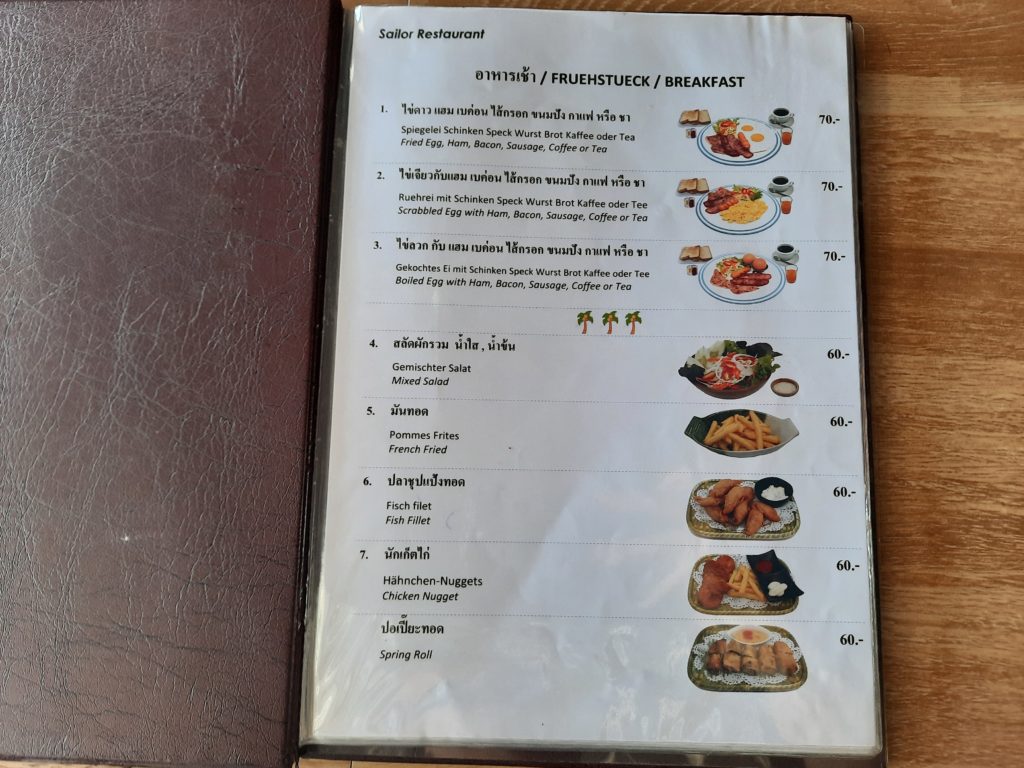 Sailor Restaurant
อาหารเช้า / FRUEHSTUECK / BREAKFAST
1. ไข่ดาว แฮม เบค่อน ไส้กรอก ขนมปัง กาแฟ หรือ ชา 70.-
Spiegelei Schinken Speck Wurst Brot Kaffee oder Tea
Fried Egg, Ham, Bacon, Sausage, Coffee or Tea
2. ไข่เจียวกับแฮม เบค่อน ไส้กรอก ขนมปัง กาแฟ หรือ ชา 70.-
Ruehrei mit Schinken Speck Wurst Brot Kaffee oder Tee
Scrabbled Egg with Ham, Bacon, Sausage, Coffee or Tea
3. ไข่ลวก กับ แฮม เบค่อน ไส้กรอก ขนมปัง กาแฟ หรือ ชา 70.-
Gekochtes Ei mit Schinken Speck Wurst Brot Kaffee oder Tee
Boiled Egg with Ham, Bacon, Sausage, Coffee or Tea
4. สลัดผักรวม น้ำใส , น้ำข้น 60.-
Gemischter Salat
Mixed Salad
5. มันทอด 60.-
Pommes Frites
French Fried
6. ปลาชุปแป้งทอด 60.-
Fisch filet
Fish Fillet
7. นักเก็ตไก่ 60.-
Hähnchen-Nuggets
Chicken Nugget
ปอเปี๊ยะทอด 60.-
Spring Roll